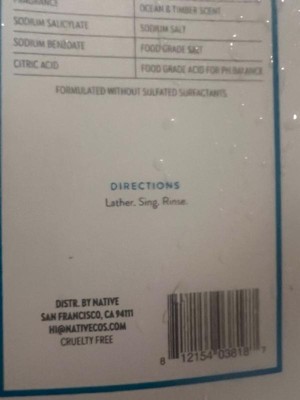 FRAGRANCE
OCEAN & TIMBER SCENT
SODIUM SALICYLATE
SODIUM SALT
SODIUM BENZOATE
FOOD GRADE SALT
CITRIC ACID
FOOD GRADE ACID FOR PH BALANCE
FORMULATED WITHOUT SULFATED SURFACTANTS
DIRECTIONS
Lather. Sing. Rinse.
DISTR. BY NATIVE
SAN FRANCISCO, CA 94111
HI@NATIVECOS.COM
CRUELTY FREE
8 12154 03818 7